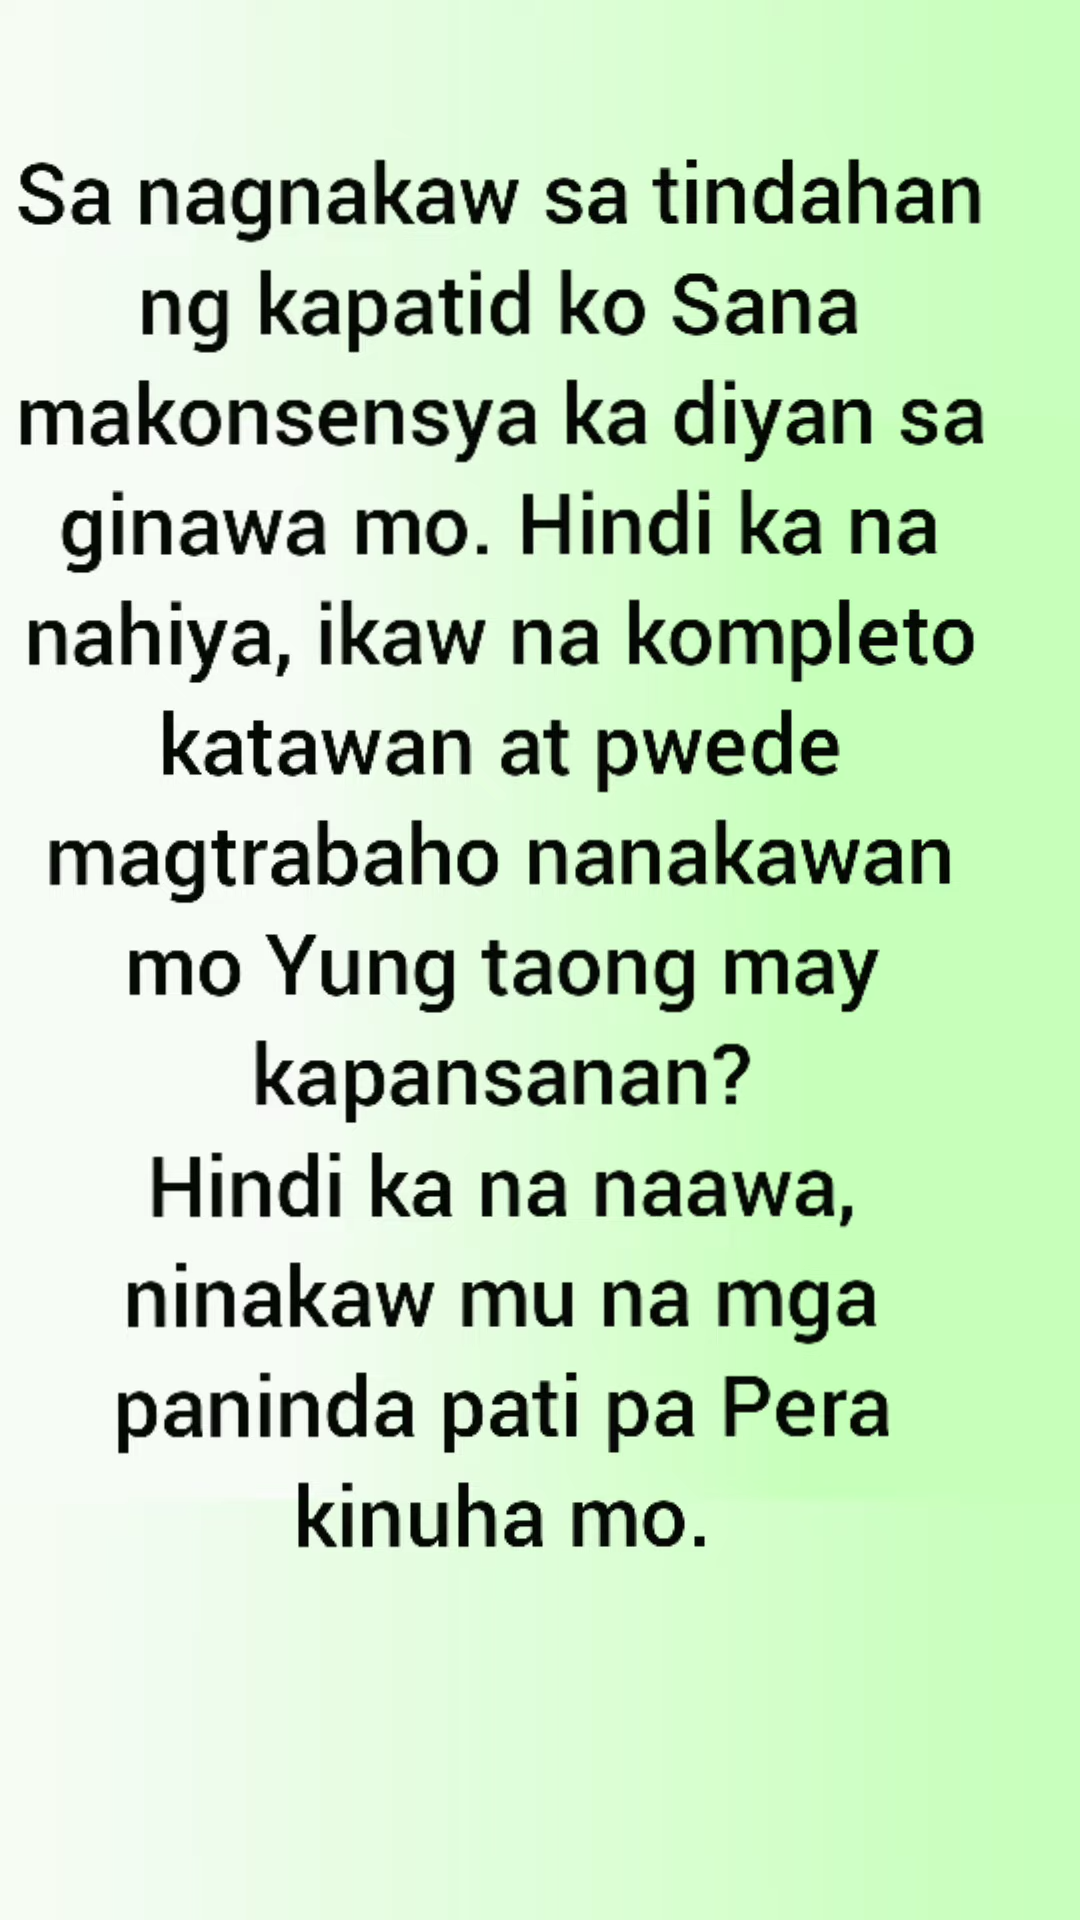 Sa nagnakaw sa tindahan
ng kapatid ko Sana
makonsensya ka diyan sa
ginawa mo. Hindi ka na
nahiya, ikaw na kompleto
katawan at pwede
magtrabaho nanakawan
mo Yung taong may
kapansanan?
Hindi ka na naawa,
ninakaw mu na mga
paninda pati pa Pera
kinuha mo.